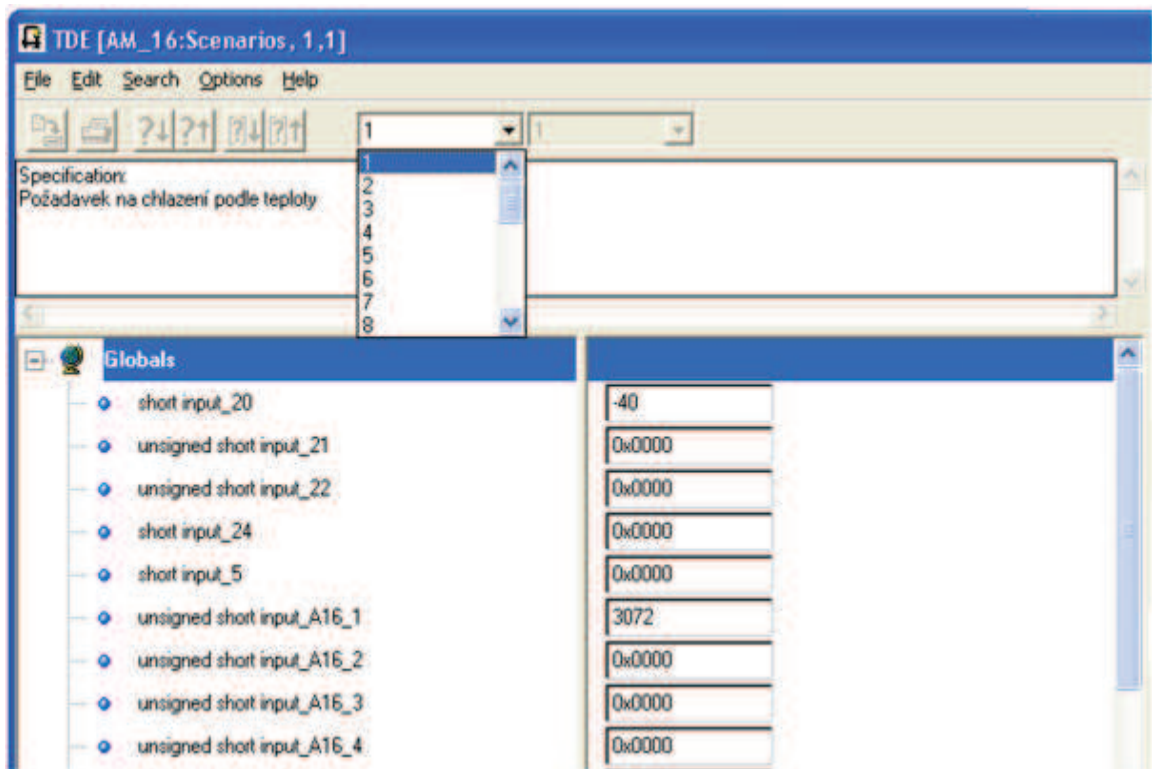 TDE [AM_16:Scenarios, 1,1]
File Edit Search Options Help
?↓ ?↑ ?↓ ?↑ 1 1
Specification:
Požadavek na chlazení podle teploty
1
2
3
4
5
6
7
8
Globals
short input_20 -40
unsigned short input_21 0x0000
unsigned short input_22 0x0000
short input_24 0x0000
short input_5 0x0000
unsigned short input_A16_1 3072
unsigned short input_A16_2 0x0000
unsigned short input_A16_3 0x0000
unsigned short input_A16_4 0x0000